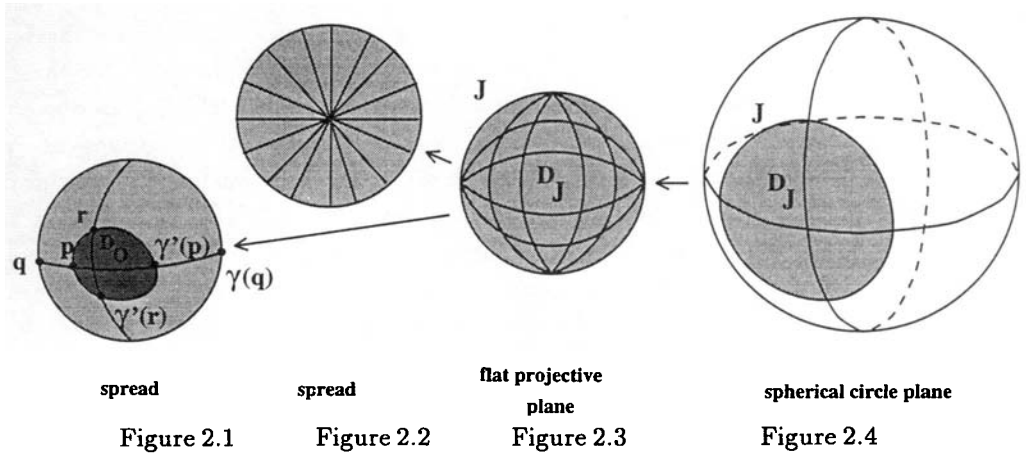 J
J
D_J
D_J
r
D_O
p
γ'(p)
q
γ(q)
γ'(r)
spread
spread
flat projective
plane
spherical circle plane
Figure 2.1
Figure 2.2
Figure 2.3
Figure 2.4